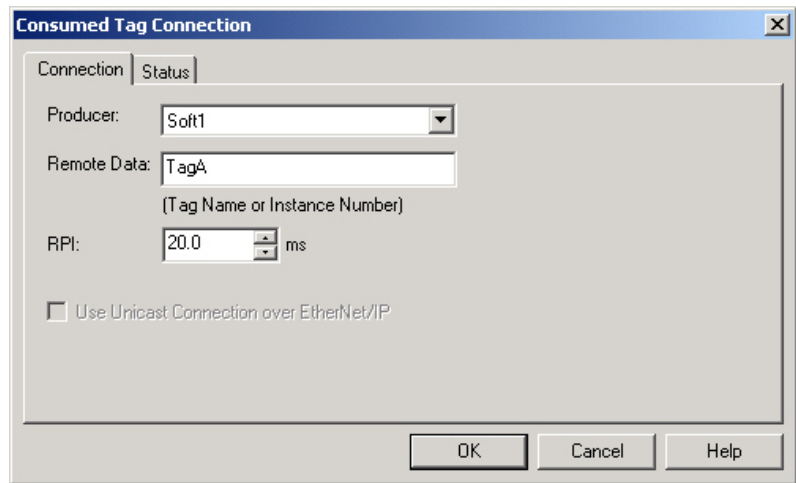 Consumed Tag Connection
Connection Status
Producer: Soft1
Remote Data: TagA
(Tag Name or Instance Number)
RPI: 20.0 ms
Use Unicast Connection over EtherNet/IP
OK Cancel Help